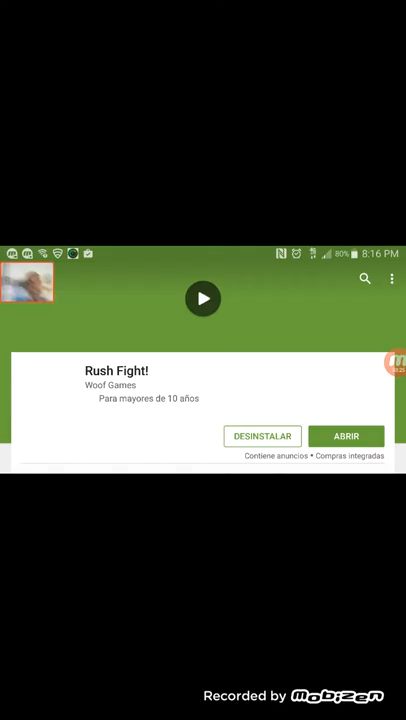 80% 8:16 PM
Rush Fight!
Woof Games
Para mayores de 10 años
DESINSTALAR ABRIR
Contiene anuncios • Compras integradas
Recorded by Mobizen